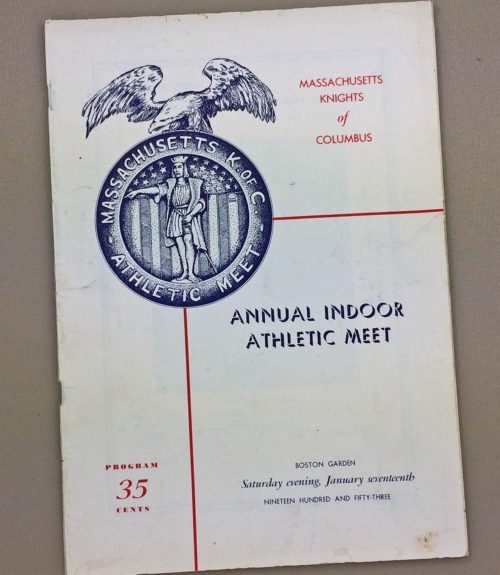 MASSACHUSETTS
KNIGHTS
of
COLUMBUS
MASSACHUSETTS K. OF C.
ATHLETIC MEET
ANNUAL INDOOR
ATHLETIC MEET
PROGRAM
35
CENTS
BOSTON GARDEN
Saturday evening, January seventeenth
NINETEEN HUNDRED AND FIFTY-THREE